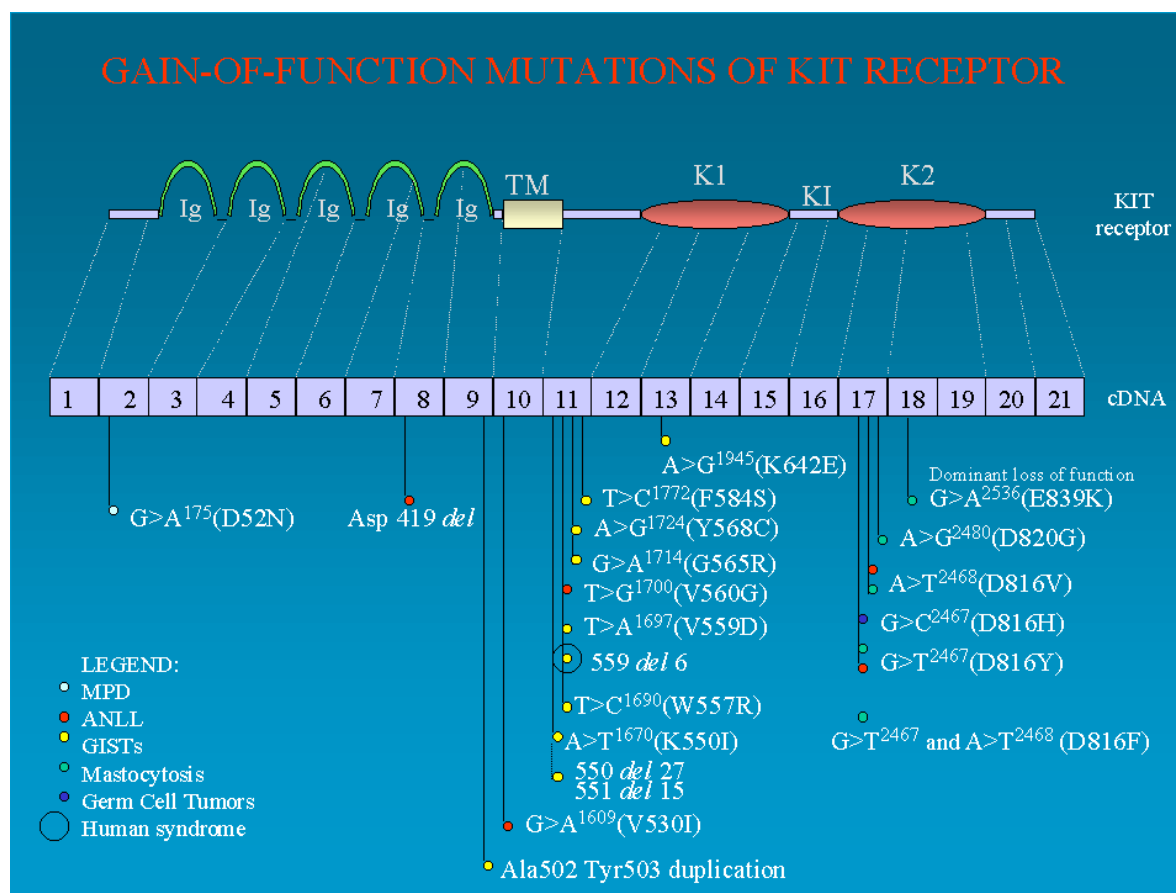 GAIN-OF-FUNCTION MUTATIONS OF KIT RECEPTOR
Ig Ig Ig Ig Ig TM K1 KI K2
KIT
receptor
1 2 3 4 5 6 7 8 9 10 11 12 13 14 15 16 17 18 19 20 21 cDNA
A>G¹⁹⁴⁵(K642E)
Dominant loss of function
G>A¹⁷⁵(D52N)
Asp 419 del
T>C¹⁷⁷²(F584S)
G>A²⁵³⁶(E839K)
A>G¹⁷²⁴(Y568C)
A>G²⁴⁸⁰(D820G)
G>A¹⁷¹⁴(G565R)
A>T²⁴⁶⁸(D816V)
T>G¹⁷⁰⁰(V560G)
G>C²⁴⁶⁷(D816H)
T>A¹⁶⁹⁷(V559D)
559 del 6
G>T²⁴⁶⁷(D816Y)
T>C¹⁶⁹⁰(W557R)
A>T¹⁶⁷⁰(K550I)
G>T²⁴⁶⁷ and A>T²⁴⁶⁸ (D816F)
550 del 27
551 del 15
G>A¹⁶⁰⁹(V530I)
Ala502 Tyr503 duplication
LEGEND:
MPD
ANLL
GISTs
Mastocytosis
Germ Cell Tumors
Human syndrome